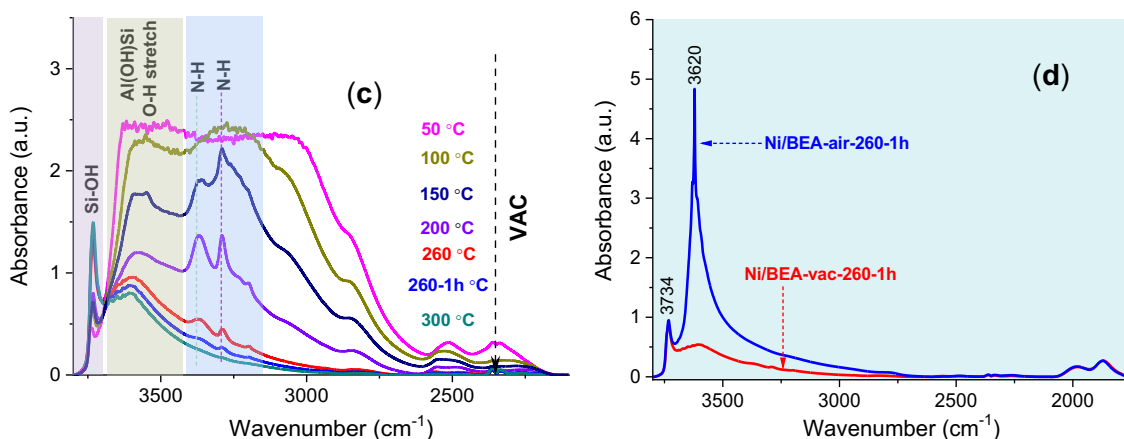 (c)
Si-OH
Al(OH)Si
O-H stretch
N-H
N-H
50 °C
100 °C
150 °C
200 °C
260 °C
260-1h °C
300 °C
VAC
Absorbance (a.u.)
0
1
2
3
3500
3000
2500
Wavenumber (cm⁻¹)
(d)
3620
3734
Ni/BEA-air-260-1h
Ni/BEA-vac-260-1h
Absorbance (a.u.)
0
1
2
3
4
5
6
3500
3000
2500
2000
Wavenumber (cm⁻¹)